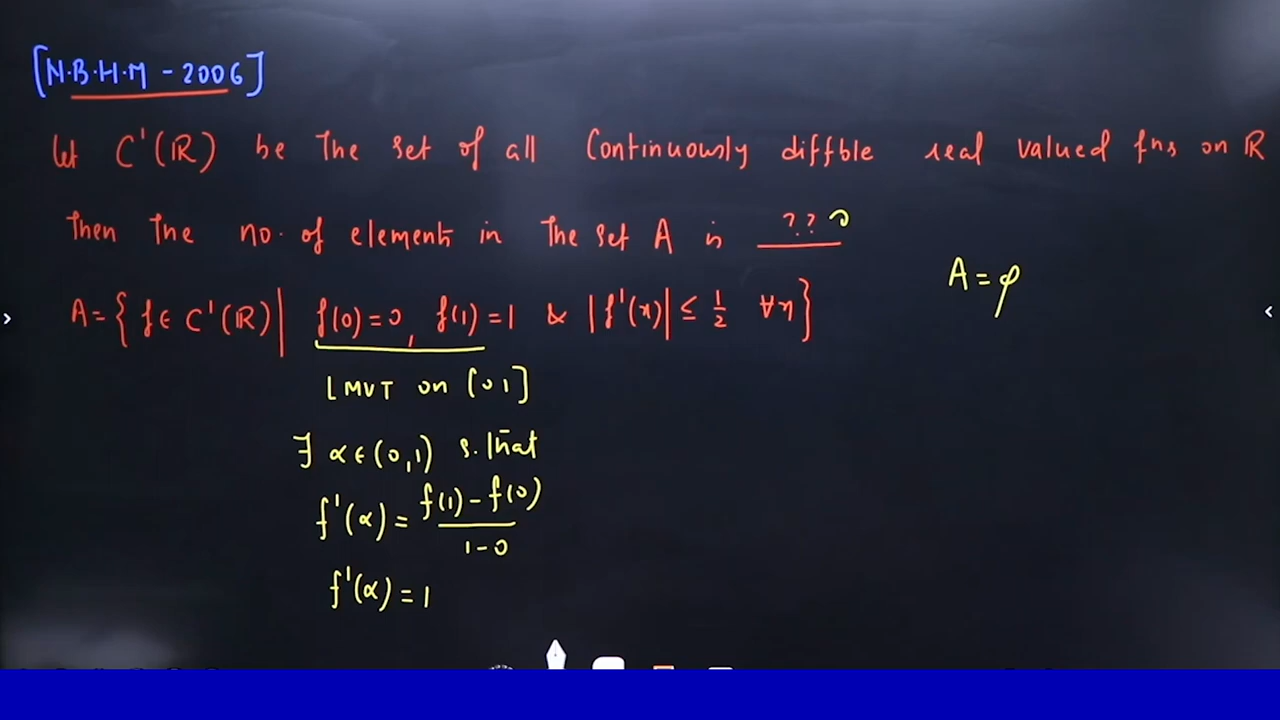 [N.B.H.M - 2006]
Let C'(ℝ) be the set of all Continuously diffble real valued fns on ℝ
Then the no. of elements in the set A is ?? 0
A = { f ∈ C'(ℝ) | f(0)=0, f(1)=1 & |f'(x)| ≤ 1/2 ∀x }
A = φ
LMVT on [0 1]
∃ α ∈ (0,1) s.that
f'(α) = f(1) - f(0) / 1-0
f'(α) = 1